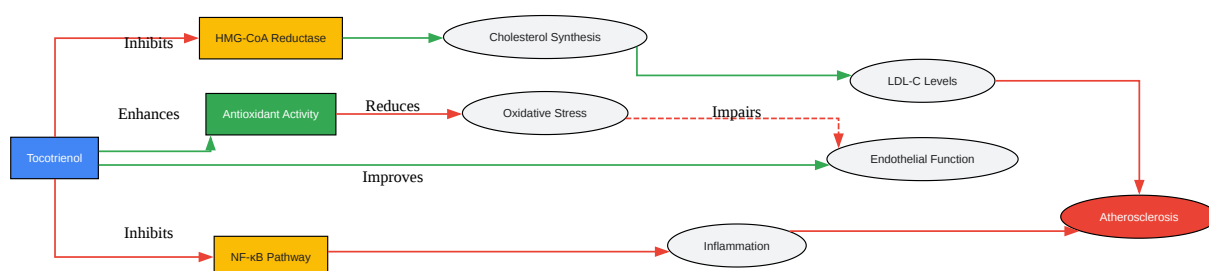 Inhibits
HMG-CoA Reductase
Cholesterol Synthesis
LDL-C Levels
Enhances
Antioxidant Activity
Reduces
Oxidative Stress
Impairs
Tocotrienol
Endothelial Function
Improves
Atherosclerosis
Inhibits
NF-κB Pathway
Inflammation